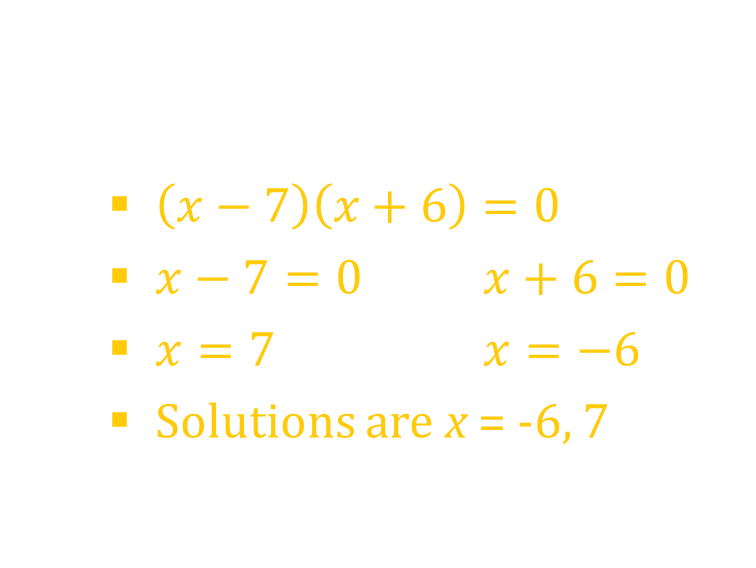 ▪ (x − 7)(x + 6) = 0
▪ x − 7 = 0 x + 6 = 0
▪ x = 7 x = −6
▪ Solutions are x = -6, 7